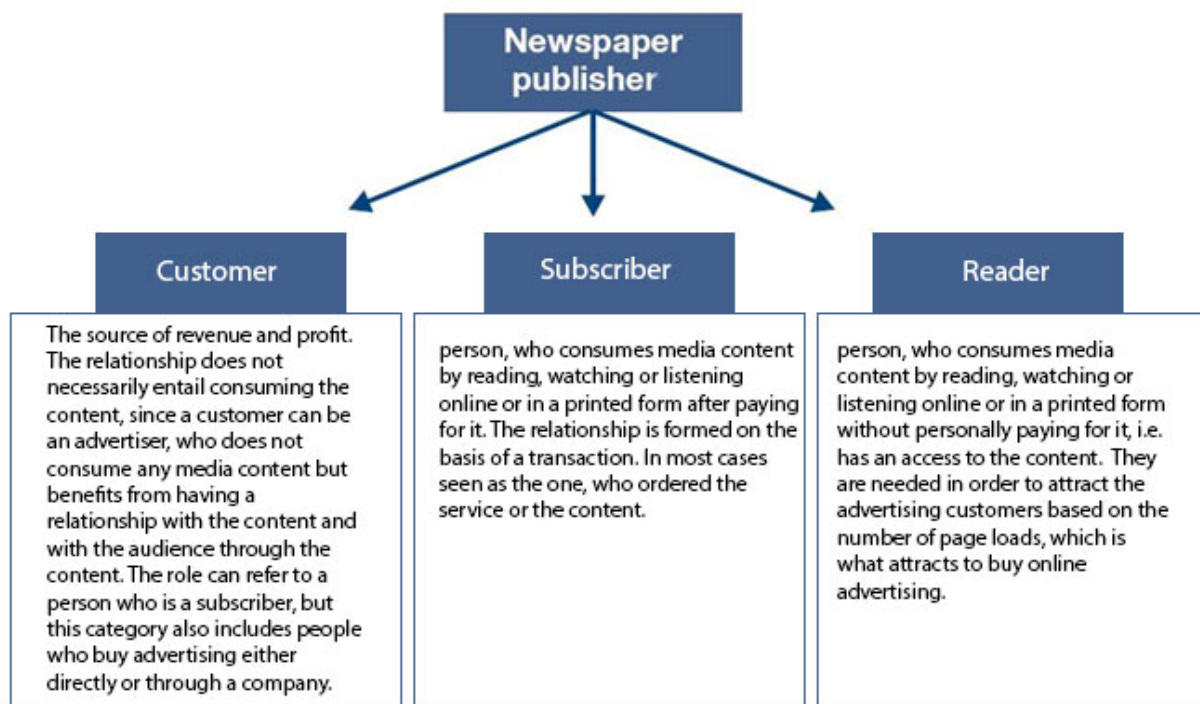 Newspaper
publisher
Customer
The source of revenue and profit.
The relationship does not
necessarily entail consuming the
content, since a customer can be
an advertiser, who does not
consume any media content but
benefits from having a
relationship with the content and
with the audience through the
content. The role can refer to a
person who is a subscriber, but
this category also includes people
who buy advertising either
directly or through a company.
Subscriber
person, who consumes media content
by reading, watching or listening
online or in a printed form after paying
for it. The relationship is formed on the
basis of a transaction. In most cases
seen as the one, who ordered the
service or the content.
Reader
person, who consumes media
content by reading, watching or
listening online or in a printed form
without personally paying for it, i.e.
has an access to the content. They
are needed in order to attract the
advertising customers based on the
number of page loads, which is
what attracts to buy online
advertising.